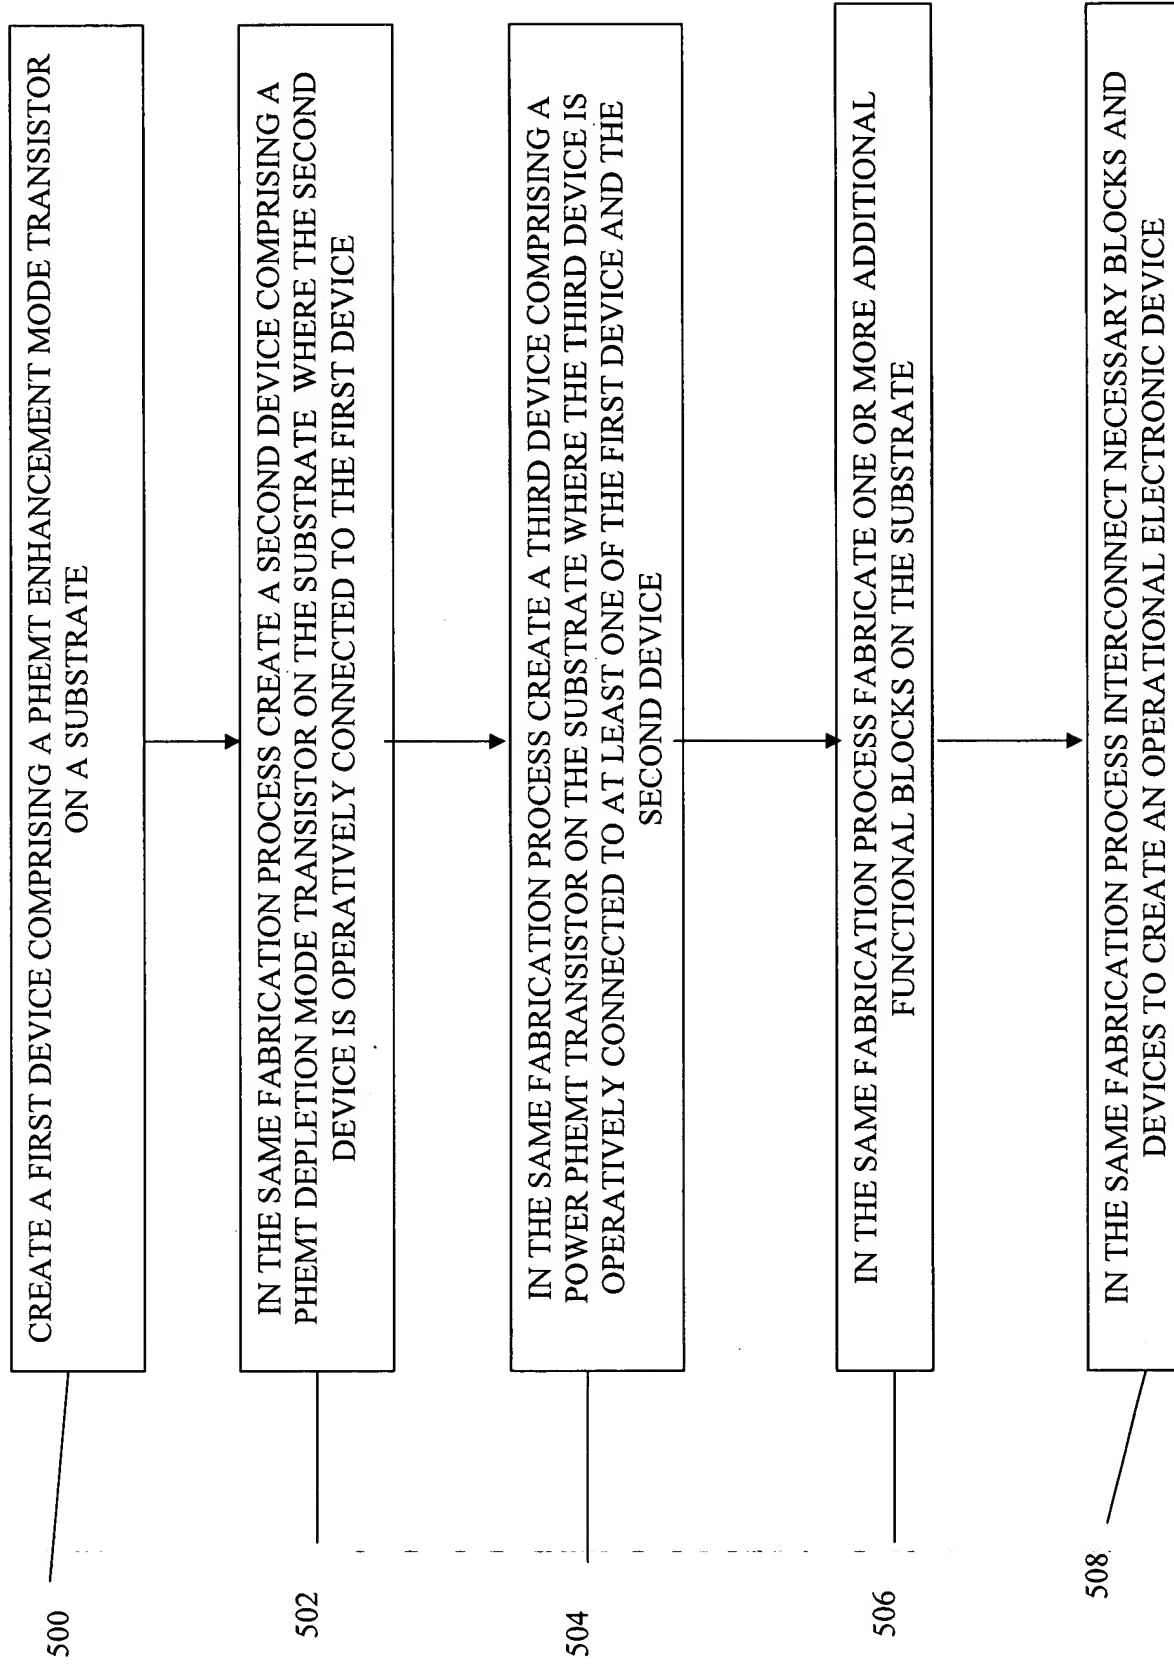 500
CREATE A FIRST DEVICE COMPRISING A PHEMT ENHANCEMENT MODE TRANSISTOR
ON A SUBSTRATE
502
IN THE SAME FABRICATION PROCESS CREATE A SECOND DEVICE COMPRISING A
PHEMT DEPLETION MODE TRANSISTOR ON THE SUBSTRATE WHERE THE SECOND
DEVICE IS OPERATIVELY CONNECTED TO THE FIRST DEVICE
504
IN THE SAME FABRICATION PROCESS CREATE A THIRD DEVICE COMPRISING A
POWER PHEMT TRANSISTOR ON THE SUBSTRATE WHERE THE THIRD DEVICE IS
OPERATIVELY CONNECTED TO AT LEAST ONE OF THE FIRST DEVICE AND THE
SECOND DEVICE
506
IN THE SAME FABRICATION PROCESS FABRICATE ONE OR MORE ADDITIONAL
FUNCTIONAL BLOCKS ON THE SUBSTRATE
508
IN THE SAME FABRICATION PROCESS INTERCONNECT NECESSARY BLOCKS AND
DEVICES TO CREATE AN OPERATIONAL ELECTRONIC DEVICE